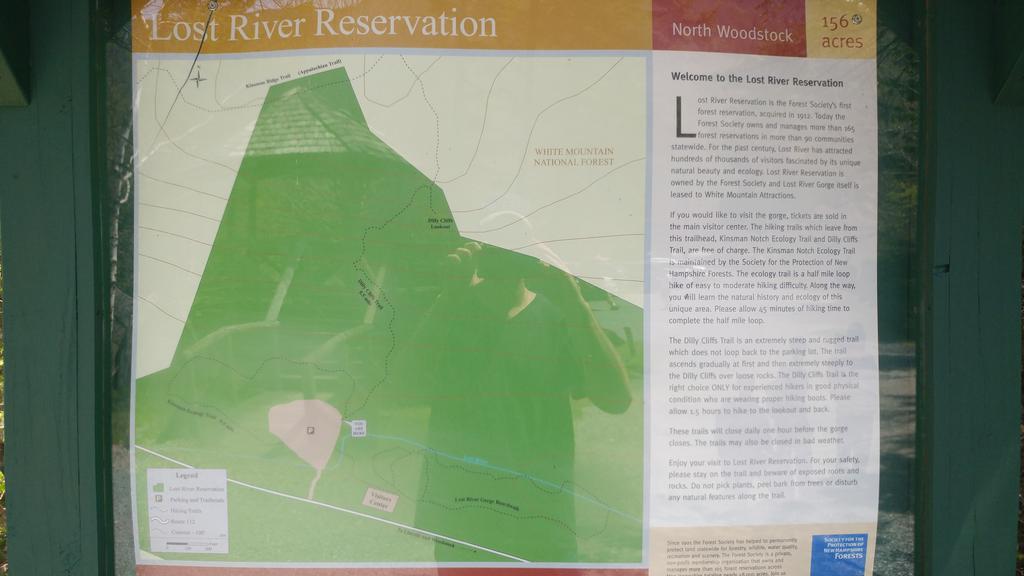 Lost River Reservation
North Woodstock
156
acres
Kinsman Ridge Trail (Appalachian Trail)
WHITE MOUNTAIN
NATIONAL FOREST
Dilly Cliffs
Lookout
Dilly Cliffs Trail
P
YOU
ARE
HERE
Visitors
Center
Lost River Gorge Boardwalk
Legend
Lost River Reservation
P Parking and Trailheads
Hiking Trails
Route 112
Contour - 100'
Welcome to the Lost River Reservation
Lost River Reservation is the Forest Society's first
forest reservation, acquired in 1912. Today the
Forest Society owns and manages more than 165
forest reservations in more than 90 communities
statewide. For the past century, Lost River has attracted
hundreds of thousands of visitors fascinated by its unique
natural beauty and ecology. Lost River Reservation is
owned by the Forest Society and Lost River Gorge itself is
leased to White Mountain Attractions.
If you would like to visit the gorge, tickets are sold in
the main visitor center. The hiking trails which leave from
this trailhead, Kinsman Notch Ecology Trail and Dilly Cliffs
Trail, are free of charge. The Kinsman Notch Ecology Trail
is maintained by the Society for the Protection of New
Hampshire Forests. The ecology trail is a half mile loop
hike of easy to moderate hiking difficulty. Along the way,
you will learn the natural history and ecology of this
unique area. Please allow 45 minutes of hiking time to
complete the half mile loop.
The Dilly Cliffs Trail is an extremely steep and rugged trail
which does not loop back to the parking lot. The trail
ascends gradually at first and then extremely steeply to
the Dilly Cliffs over loose rocks. The Dilly Cliffs Trail is the
right choice ONLY for experienced hikers in good physical
condition who are wearing proper hiking boots. Please
allow 1.5 hours to hike to the lookout and back.
These trails will close daily one hour before the gorge
closes. The trails may also be closed in bad weather.
Enjoy your visit to Lost River Reservation. For your safety,
please stay on the trail and beware of exposed roots and
rocks. Do not pick plants, peel bark from trees or disturb
any natural features along the trail.
Since 1901 the Forest Society has helped to permanently
protect land statewide for forestry, wildlife, water quality,
recreation and scenery. The Forest Society is a private,
non-profit membership organization that owns and
SOCIETY FOR THE
PROTECTION OF
NEW HAMPSHIRE
FORESTS